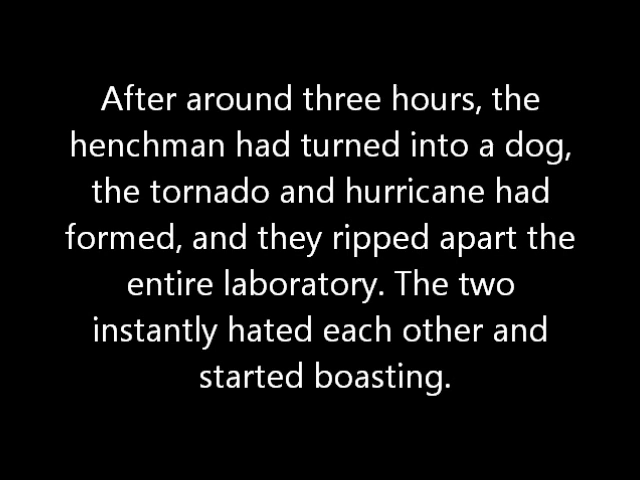 After around three hours, the
henchman had turned into a dog,
the tornado and hurricane had
formed, and they ripped apart the
entire laboratory. The two
instantly hated each other and
started boasting.